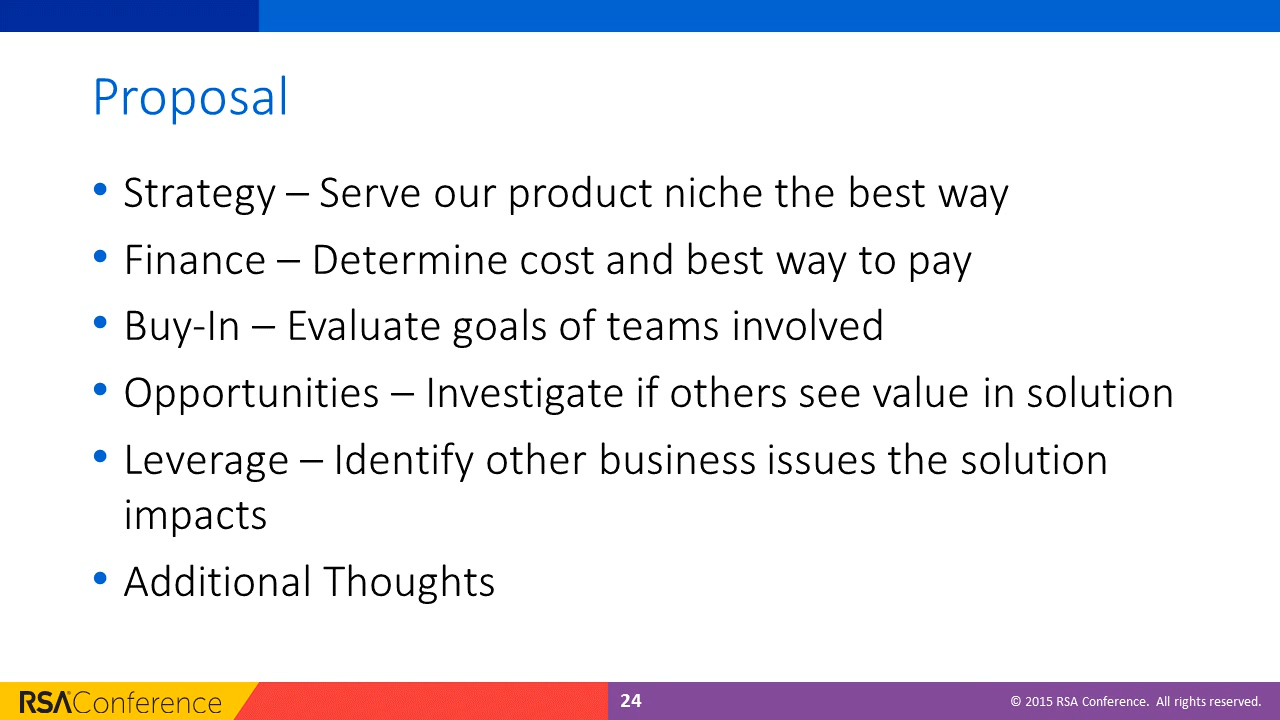 Proposal
• Strategy – Serve our product niche the best way
• Finance – Determine cost and best way to pay
• Buy-In – Evaluate goals of teams involved
• Opportunities – Investigate if others see value in solution
• Leverage – Identify other business issues the solution
impacts
• Additional Thoughts
RSAConference
24
© 2015 RSA Conference. All rights reserved.